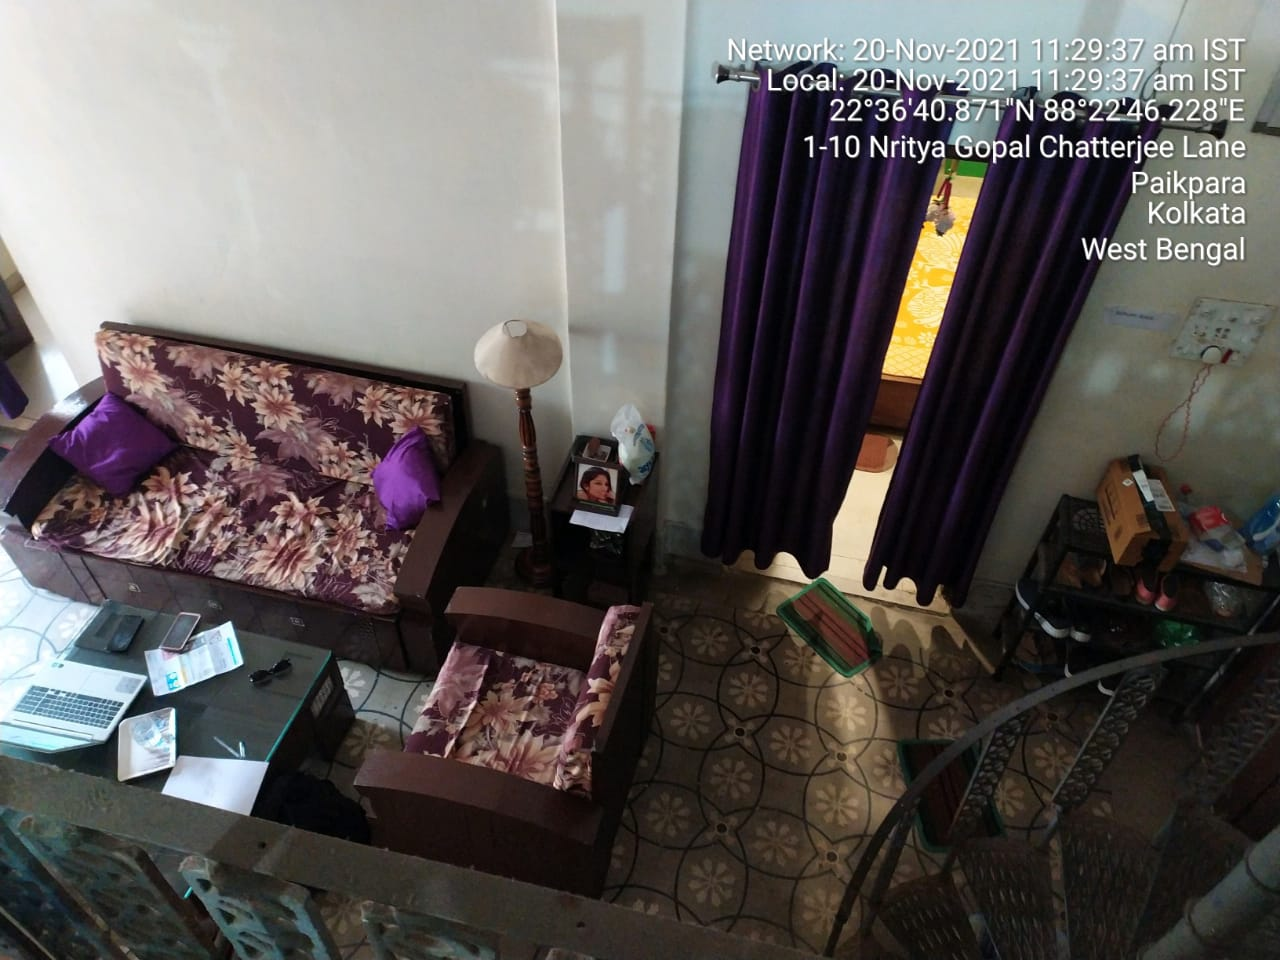 Network: 20-Nov-2021 11:29:37 am IST
Local: 20-Nov-2021 11:29:37 am IST
22°36'40.871"N 88°22'46.228"E
1-10 Nritya Gopal Chatterjee Lane
Paikpara
Kolkata
West Bengal